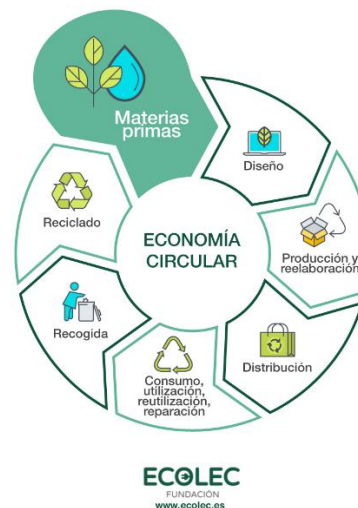 Materias
primas
Diseño
Producción y
reelaboración
Distribución
Consumo,
utilización,
reutilización,
reparación
Recogida
Reciclado
ECONOMÍA
CIRCULAR
ECOLEC
FUNDACIÓN
www.ecolec.es